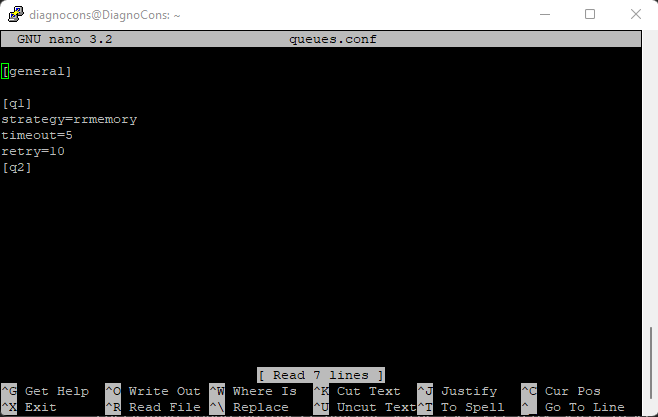 diagnocons@DiagnoCons: ~
GNU nano 3.2 queues.conf
[general]
[q1]
strategy=rrmemory
timeout=5
retry=10
[q2]
[ Read 7 lines ]
^G Get Help ^O Write Out ^W Where Is ^K Cut Text ^J Justify ^C Cur Pos
^X Exit ^R Read File ^\ Replace ^U Uncut Text ^T To Spell ^_ Go To Line